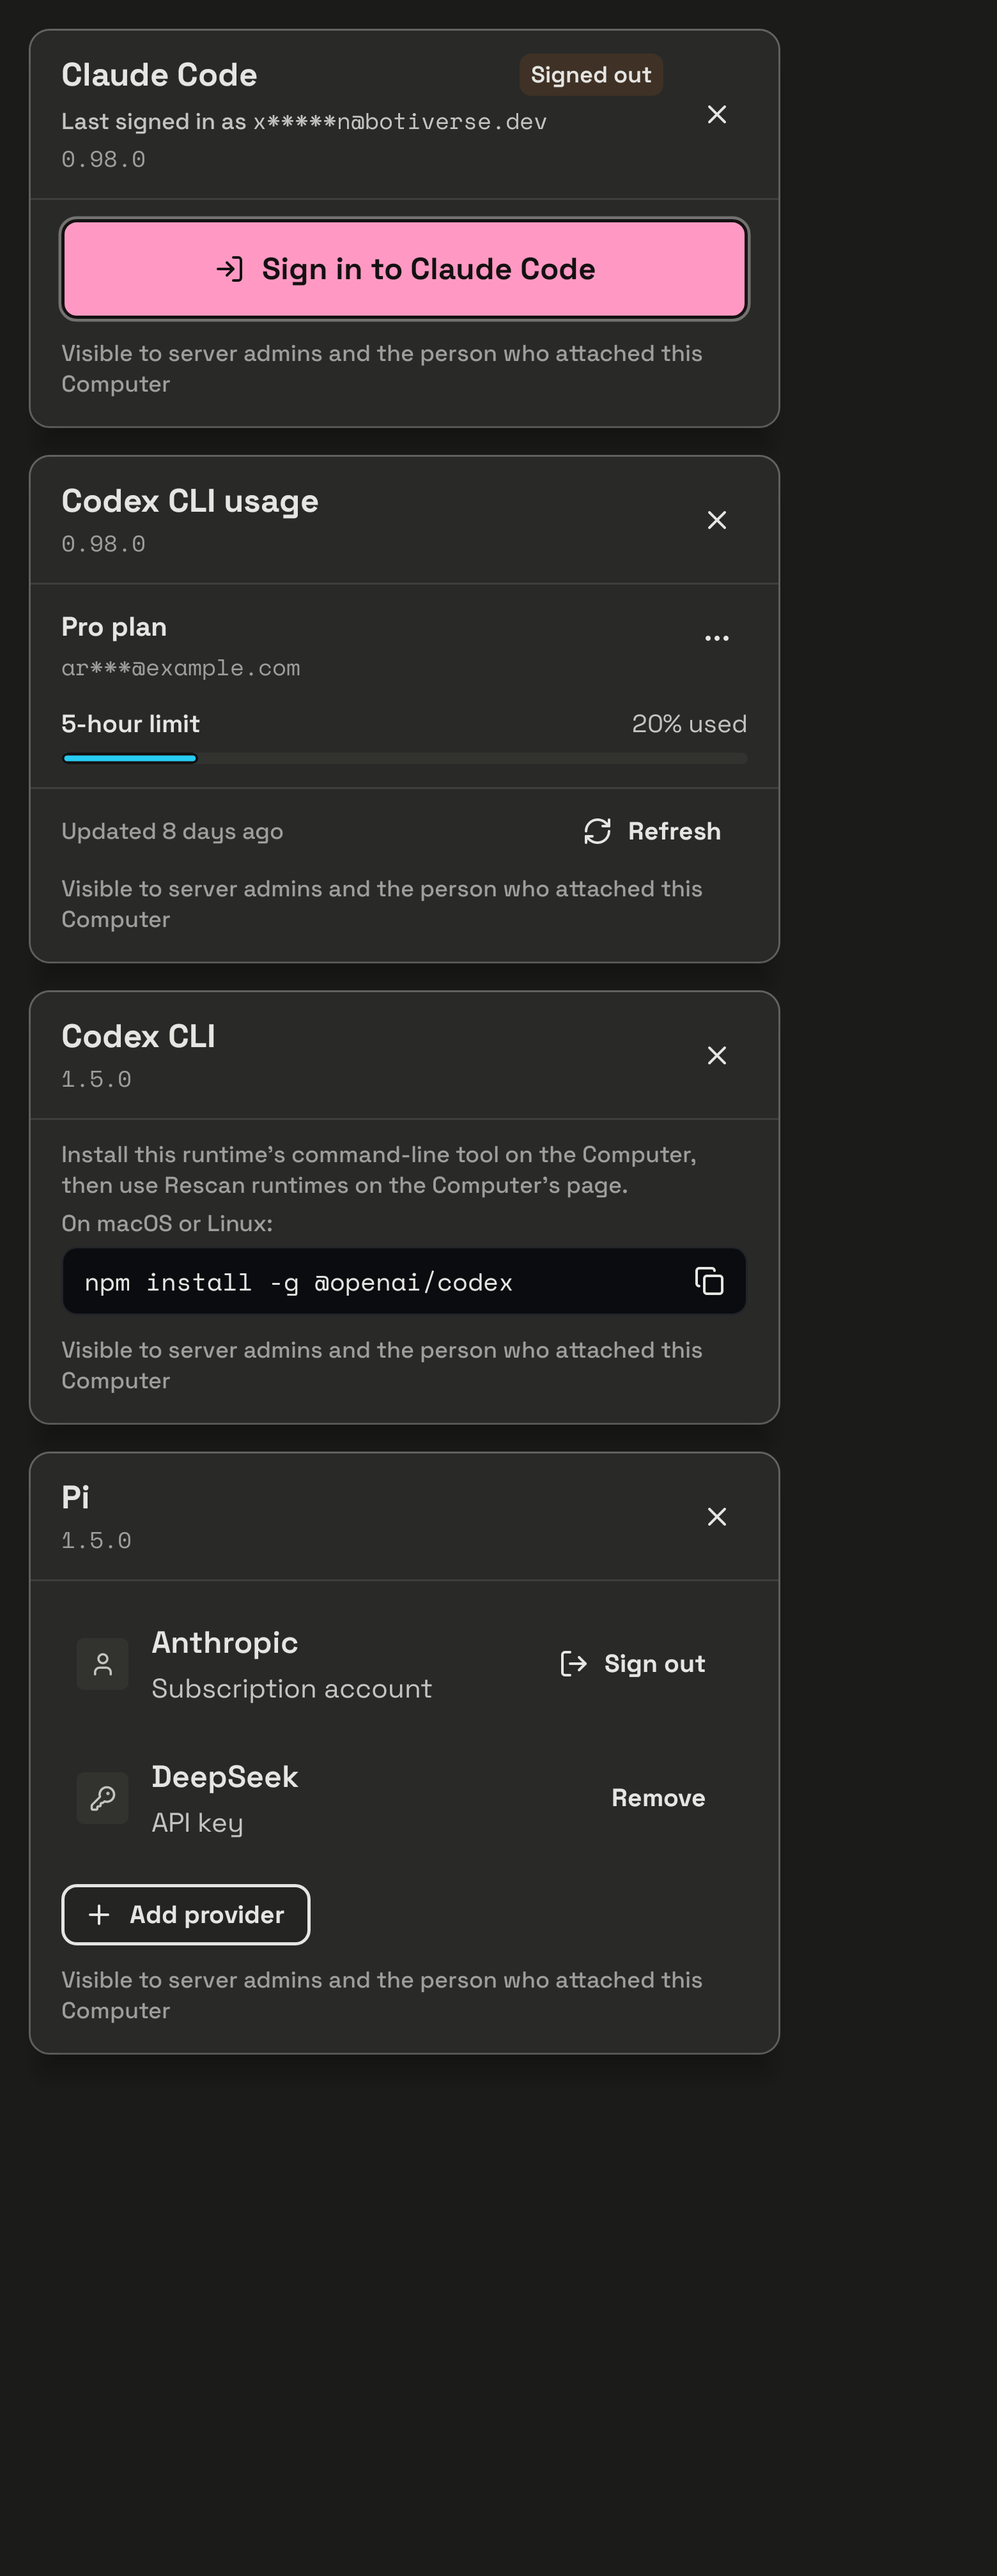 Claude Code
Signed out
Last signed in as x*****n@botiverse.dev
0.98.0
Sign in to Claude Code
Visible to server admins and the person who attached this
Computer
Codex CLI usage
0.98.0
Pro plan
ar***@example.com
5-hour limit
20% used
Updated 8 days ago
Refresh
Visible to server admins and the person who attached this
Computer
Codex CLI
1.5.0
Install this runtime’s command-line tool on the Computer,
then use Rescan runtimes on the Computer’s page.
On macOS or Linux:
npm install -g @openai/codex
Visible to server admins and the person who attached this
Computer
Pi
1.5.0
Anthropic
Subscription account
Sign out
DeepSeek
API key
Remove
Add provider
Visible to server admins and the person who attached this
Computer